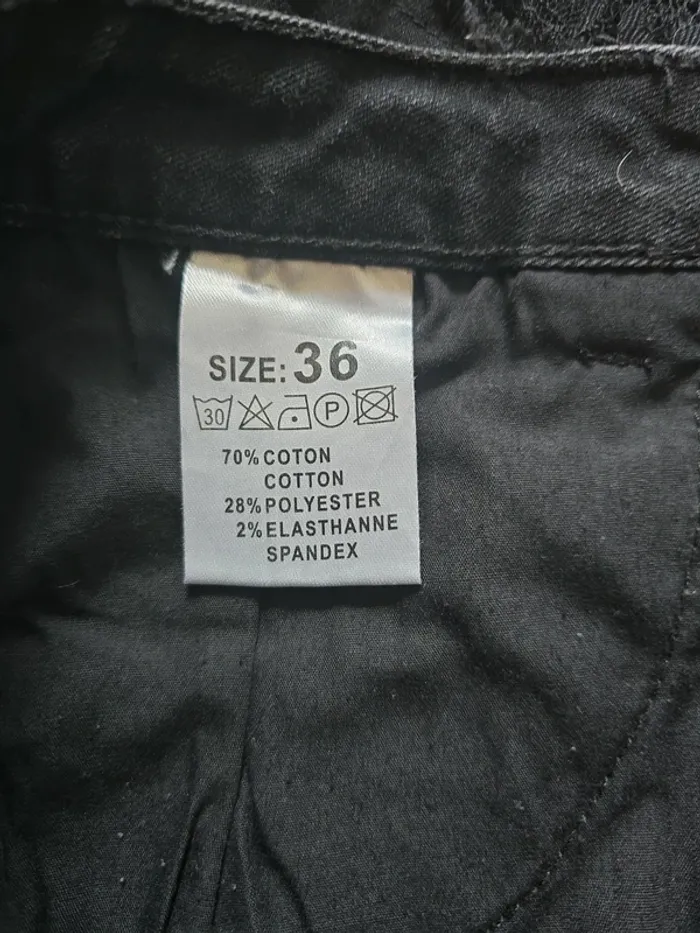 SIZE: 36
30 P
70% COTON
COTTON
28% POLYESTER
2% ELASTHANNE
SPANDEX